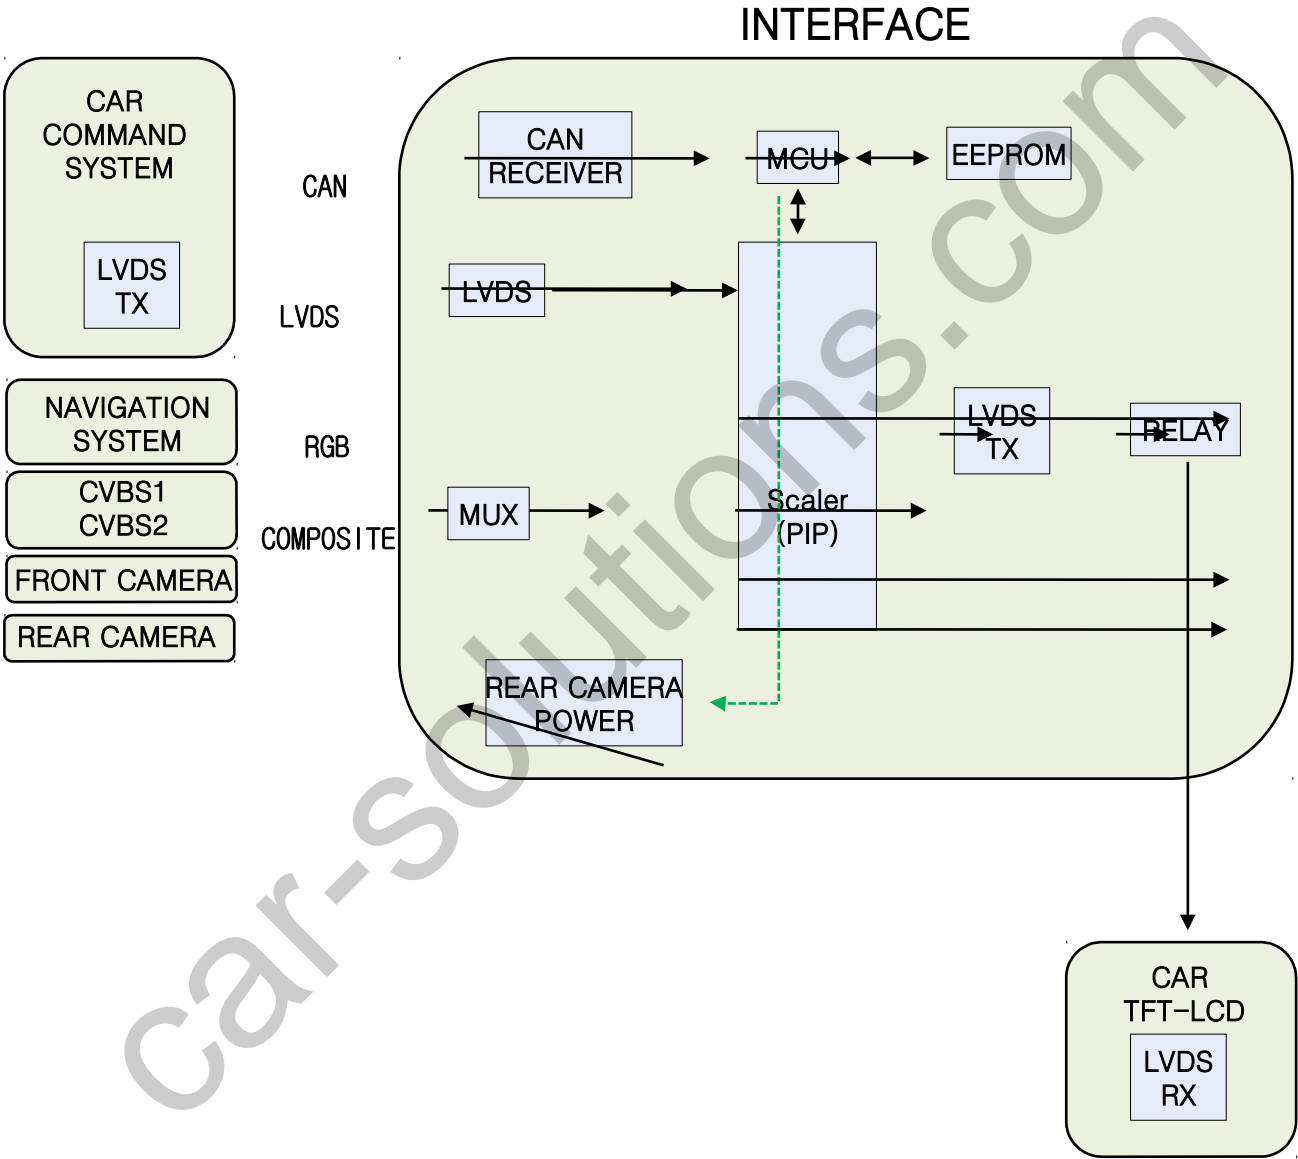 INTERFACE
CAR
COMMAND
SYSTEM
LVDS
TX
NAVIGATION
SYSTEM
CVBS1
CVBS2
FRONT CAMERA
REAR CAMERA
CAN
LVDS
RGB
COMPOSITE
CAN
RECEIVER
MCU
EEPROM
LVDS
LVDS
TX
RELAY
MUX
Scaler
(PIP)
REAR CAMERA
POWER
CAR
TFT-LCD
LVDS
RX
car-solutions.com